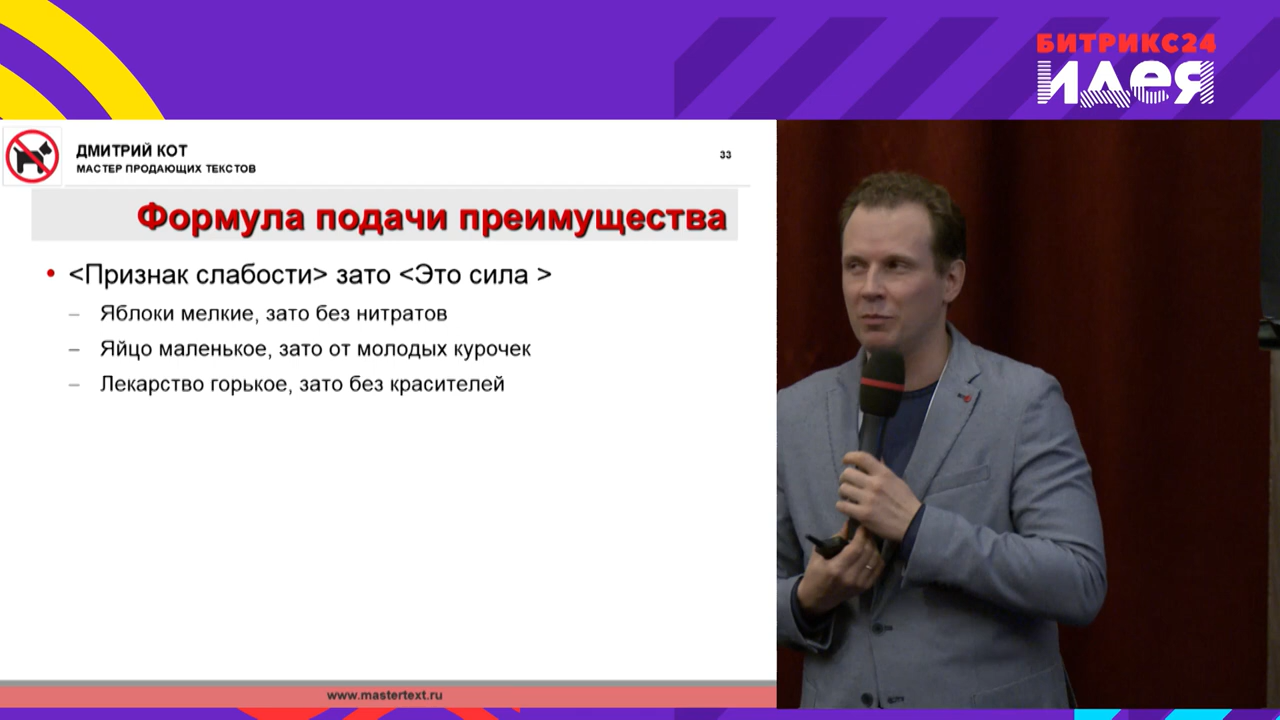 БИТРИКС24
идея
ДМИТРИЙ КОТ
МАСТЕР ПРОДАЮЩИХ ТЕКСТОВ
33
Формула подачи преимущества
• <Признак слабости> зато <Это сила >
– Яблоки мелкие, зато без нитратов
– Яйцо маленькое, зато от молодых курочек
– Лекарство горькое, зато без красителей
www.mastertext.ru